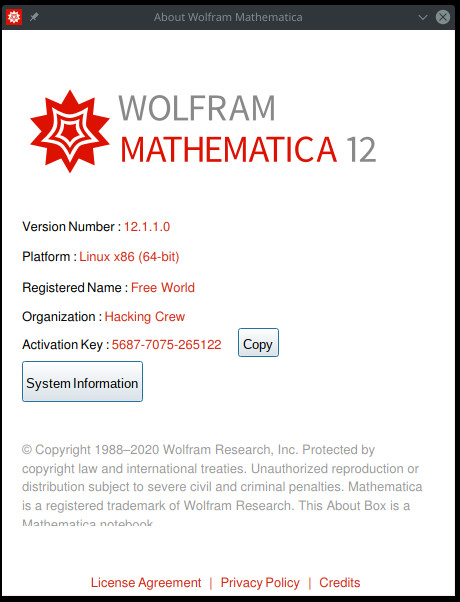 About Wolfram Mathematica
WOLFRAM
MATHEMATICA 12
Version Number : 12.1.1.0
Platform : Linux x86 (64-bit)
Registered Name : Free World
Organization : Hacking Crew
Activation Key : 5687-7075-265122 Copy
System Information
© Copyright 1988–2020 Wolfram Research, Inc. Protected by
copyright law and international treaties. Unauthorized reproduction or
distribution subject to severe civil and criminal penalties. Mathematica
is a registered trademark of Wolfram Research. This About Box is a
Mathematica notebook
License Agreement | Privacy Policy | Credits